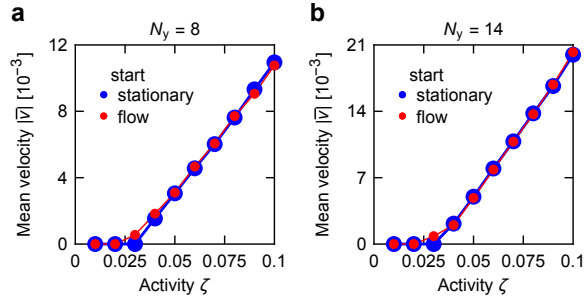 a
N_y = 8
Mean velocity |v̅| [10⁻³]
12
8
4
0
start
stationary
flow
0 0.025 0.05 0.075 0.1
Activity ζ
b
N_y = 14
Mean velocity |v̅| [10⁻³]
21
14
7
0
start
stationary
flow
0 0.025 0.05 0.075 0.1
Activity ζ